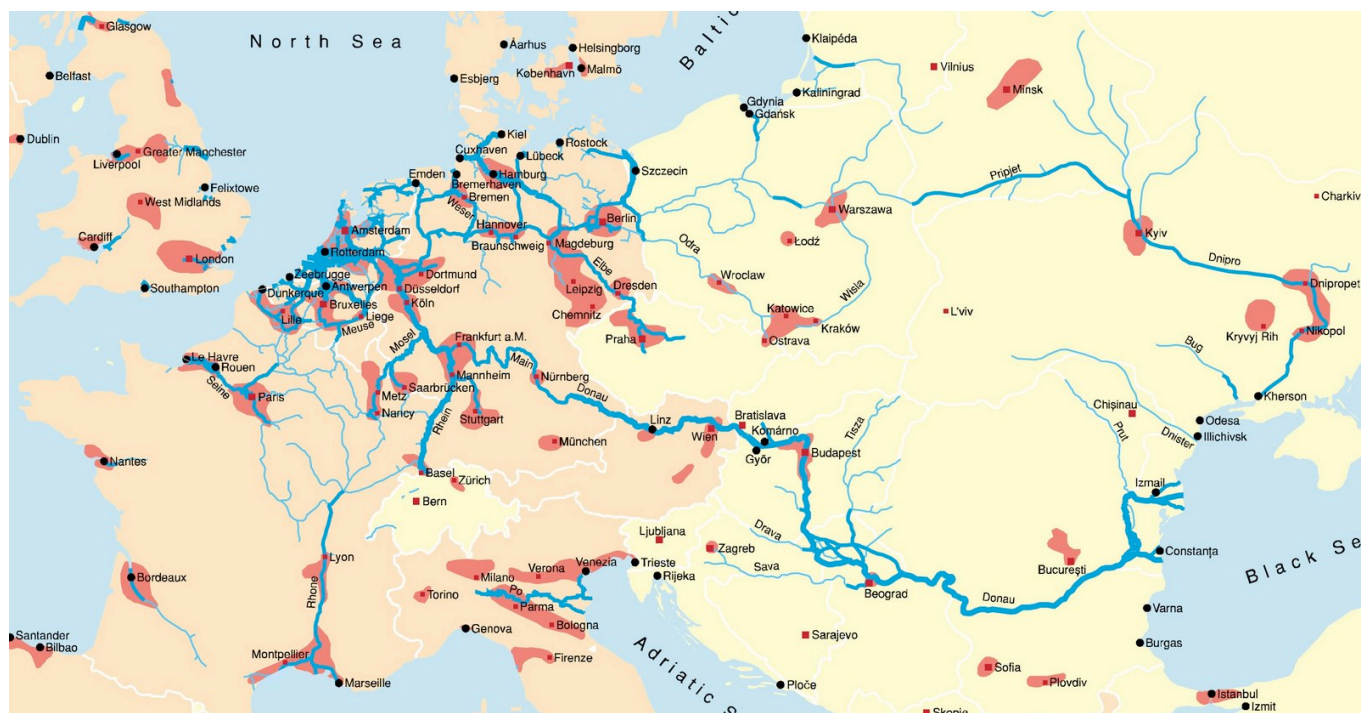 Glasgow
North Sea
Århus
Helsingborg
Baltic
Klaipéda
Belfast
Esbjerg
København
Malmö
Vilnius
Kaliningrad
Minsk
Gdynia
Gdańsk
Dublin
Kiel
Rostock
Cuxhaven
Lübeck
Greater Manchester
Liverpool
Emden
Hamburg
Szczecin
Pripjet
Bremerhaven
Felixtowe
Bremen
Charkiv
West Midlands
Weser
Warszawa
Berlin
Hannover
Amsterdam
Kyiv
Cardiff
Braunschweig
Magdeburg
Łodź
Odra
Rotterdam
London
Elbe
Dnipro
Zeebrugge
Dortmund
Wroclaw
Dresden
Southampton
Dunkerque
Antwerpen
Düsseldorf
Leipzig
Wisla
Dnipropet
Bruxelles
Köln
Chemnitz
Katowice
L'viv
Lille
Liege
Kraków
Kryvyj Rih
Nikopol
Meuse
Mosel
Frankfurt a.M.
Praha
Ostrava
Bug
Le Havre
Main
Rouen
Mannheim
Nürnberg
Seine
Paris
Metz
Saarbrücken
Donau
Kherson
Nancy
Rhein
Stuttgart
Linz
Bratislava
Tisza
Chişinau
Odesa
Wien
Komárno
Prut
Dnister
Illichivsk
München
Győr
Budapest
Nantes
Basel
Zürich
Izmail
Bern
Ljubljana
Drava
Zagreb
Constanţa
Lyon
Venezia
Trieste
Sava
Bucureşti
Black Se
Bordeaux
Milano
Verona
Rijeka
Beograd
Rhone
Torino
Po
Donau
Parma
Varna
Bologna
Santander
Genova
Sarajevo
Bilbao
Burgas
Montpellier
Firenze
Adriatic S
Sofia
Marseille
Ploče
Plovdiv
Istanbul
Skopje
Izmit